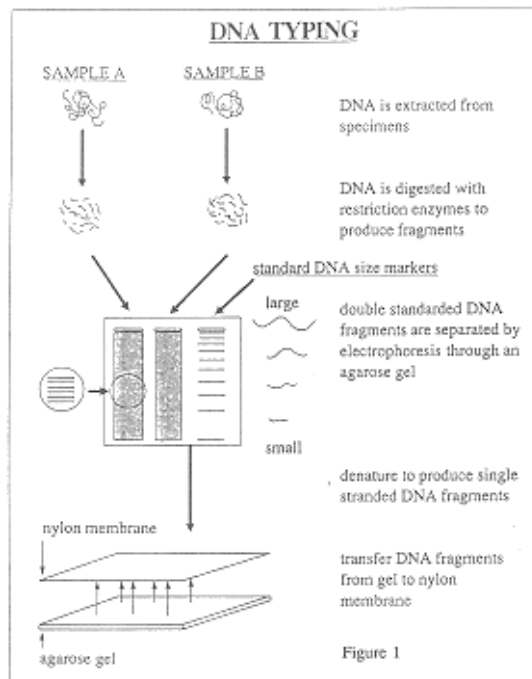 DNA TYPING
SAMPLE A
SAMPLE B
DNA is extracted from
specimens
DNA is digested with
restriction enzymes to
produce fragments
standard DNA size markers
large
double standarded DNA
fragments are separated by
electrophoresis through an
agarose gel
small
denature to produce single
stranded DNA fragments
nylon membrane
transfer DNA fragments
from gel to nylon
membrane
agarose gel
Figure 1